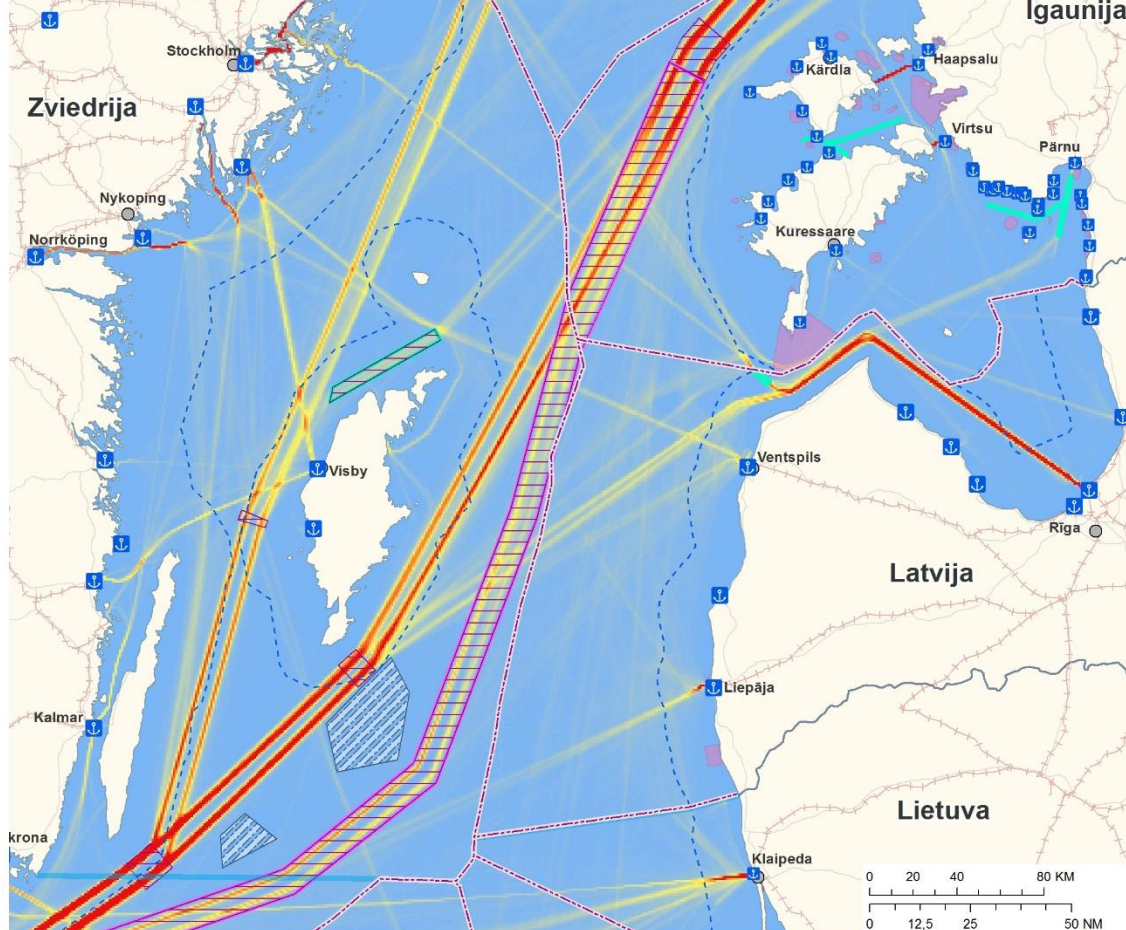 Igaunija
Stockholm
Haapsalu
Kärdla
Zviedrija
Virtsu
Pärnu
Nykoping
Norrköping
Kuressaare
Visby
Ventspils
Rīga
Latvija
Liepāja
Kalmar
Lietuva
krona
Klaipeda
0 20 40 80 KM
0 12,5 25 50 NM